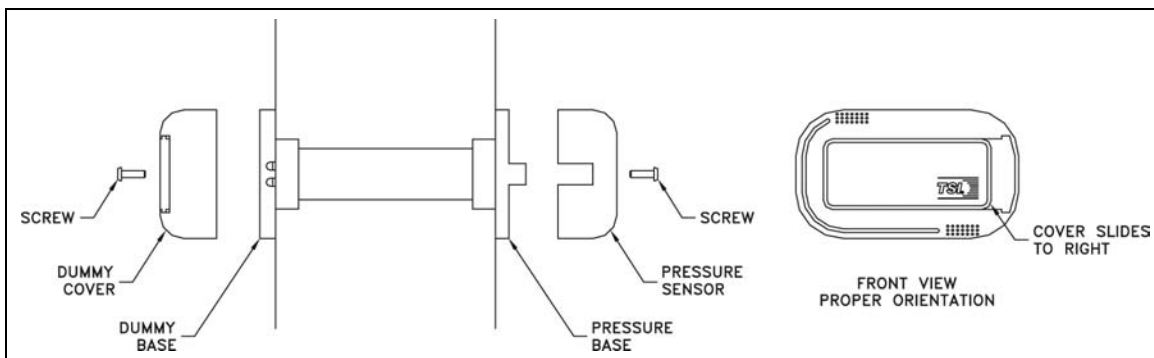 SCREW
DUMMY
COVER
DUMMY
BASE
SCREW
PRESSURE
SENSOR
PRESSURE
BASE
TSI
COVER SLIDES
TO RIGHT
FRONT VIEW
PROPER ORIENTATION